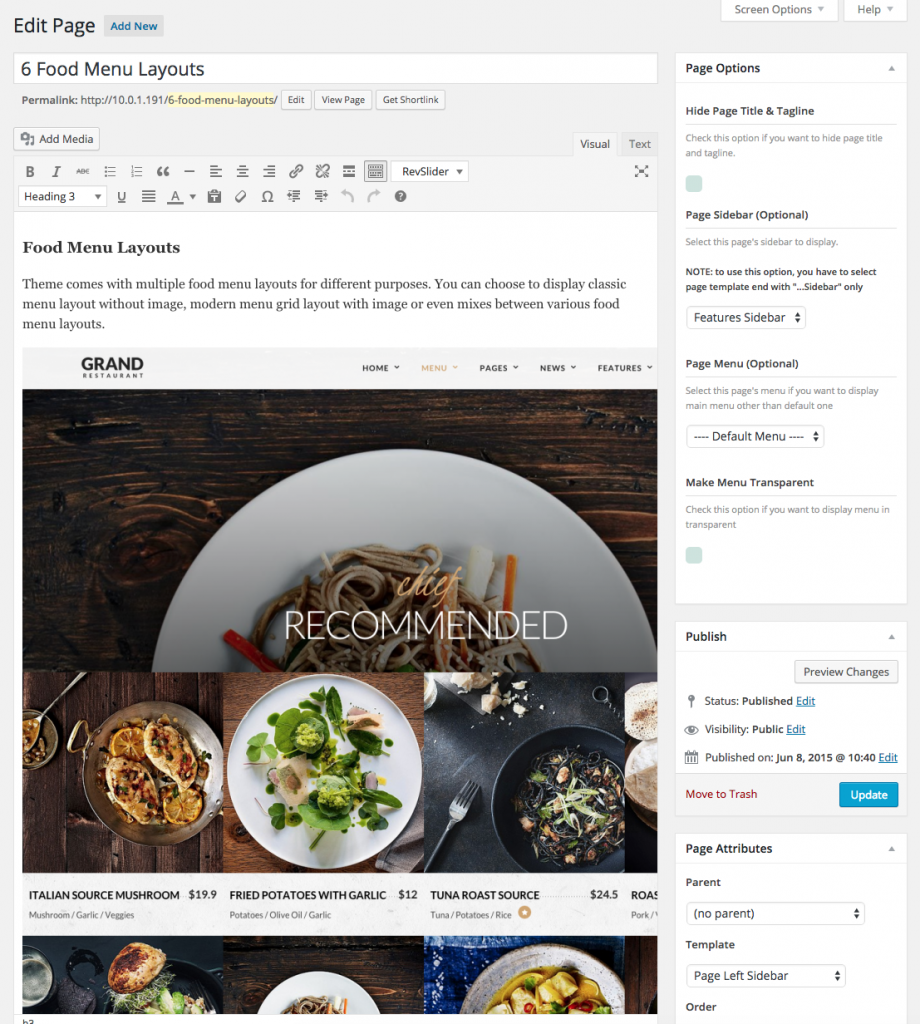 Screen Options ▼
Help ▼
Edit Page
Add New
6 Food Menu Layouts
Permalink: http://10.0.1.191/6-food-menu-layouts/
Edit
View Page
Get Shortlink
Add Media
Visual
Text
B I ABC
RevSlider
Heading 3
U A Ω ?
Food Menu Layouts
Theme comes with multiple food menu layouts for different purposes. You can choose to display classic
menu layout without image, modern menu grid layout with image or even mixes between various food
menu layouts.
GRAND
RESTAURANT
HOME
MENU
PAGES
NEWS
FEATURES
chief
RECOMMENDED
ITALIAN SOURCE MUSHROOM $19.9
Mushroom / Garlic / Veggies
FRIED POTATOES WITH GARLIC $12
Potatoes / Olive Oil / Garlic
TUNA ROAST SOURCE $24.5
Tuna / Potatoes / Rice
ROAS
Pork / V
h3
Page Options
Hide Page Title & Tagline
Check this option if you want to hide page title
and tagline.
Page Sidebar (Optional)
Select this page's sidebar to display.
NOTE: to use this option, you have to select
page template end with "...Sidebar" only
Features Sidebar
Page Menu (Optional)
Select this page's menu if you want to display
main menu other than default one
---- Default Menu ----
Make Menu Transparent
Check this option if you want to display menu in
transparent
Publish
Preview Changes
Status: Published Edit
Visibility: Public Edit
Published on: Jun 8, 2015 @ 10:40 Edit
Move to Trash
Update
Page Attributes
Parent
(no parent)
Template
Page Left Sidebar
Order